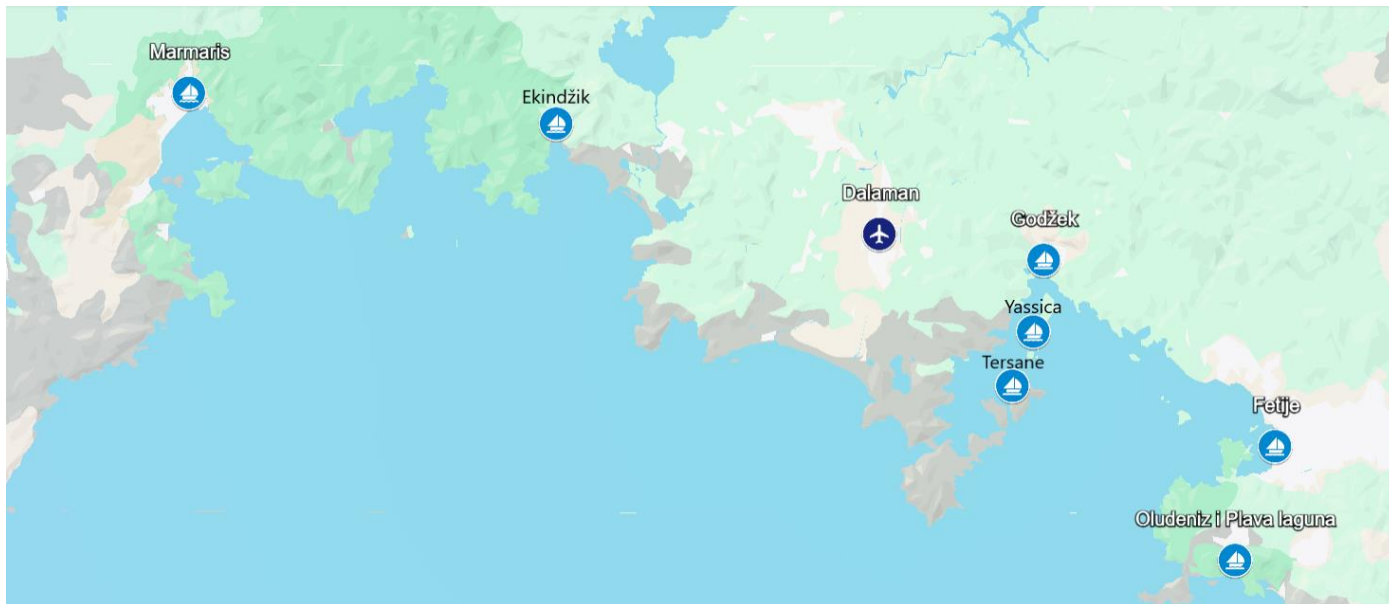 Marmaris
Ekindžik
Dalaman
Godžek
Yassica
Tersane
Fetije
Oludeniz i Plava laguna